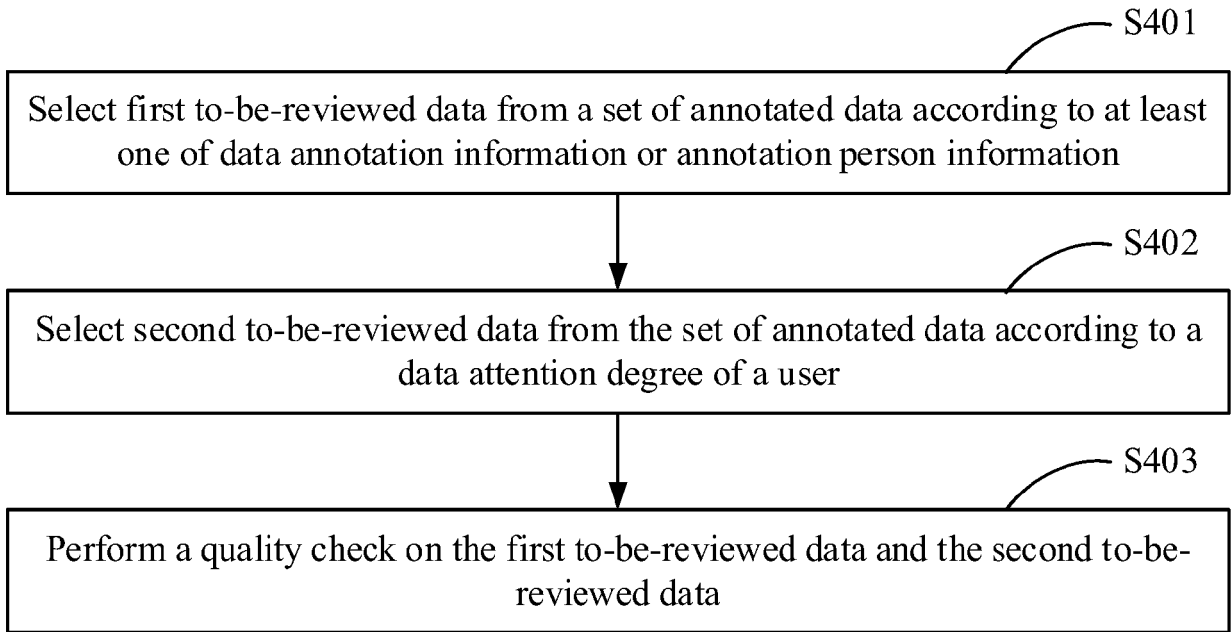 S401
Select first to-be-reviewed data from a set of annotated data according to at least
one of data annotation information or annotation person information
S402
Select second to-be-reviewed data from the set of annotated data according to a
data attention degree of a user
S403
Perform a quality check on the first to-be-reviewed data and the second to-be-
reviewed data